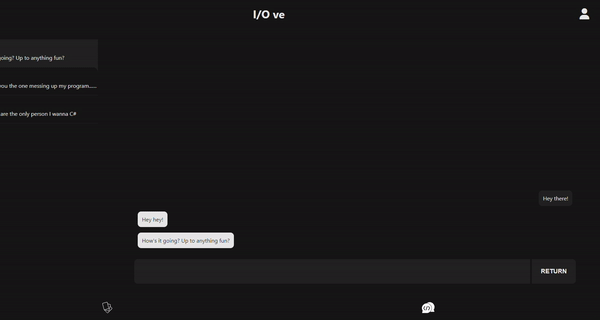 I/O ve
going? Up to anything fun?
you the one messing up my program......
are the only person I wanna C#
Hey there!
Hey hey!
How's it going? Up to anything fun?
RETURN